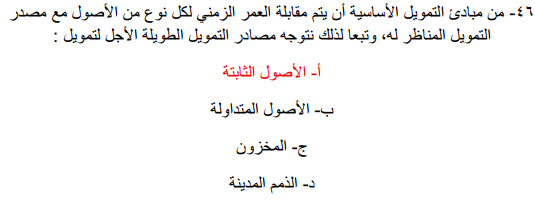 ٤٦- من مبادئ التمويل الأساسية أن يتم مقابلة العمر الزمني لكل نوع من الأصول مع مصدر
التمويل المناظر له، وتبعا لذلك نتوجه مصادر التمويل الطويلة الأجل لتمويل :
أ- الأصول الثابتة
ب- الأصول المتداولة
ج- المخزون
د- الذمم المدينة